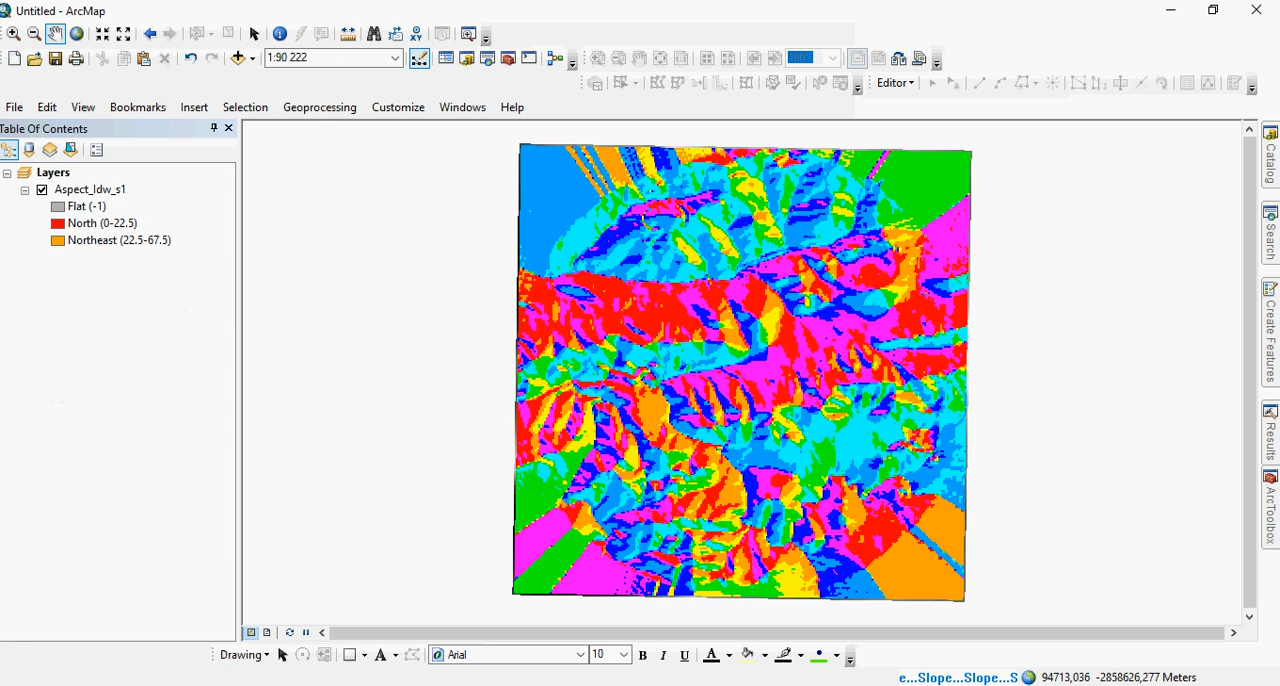 Untitled - ArcMap
1:90 222
Editor
File Edit View Bookmarks Insert Selection Geoprocessing Customize Windows Help
Table Of Contents
Layers
Aspect_Idw_s1
Flat (-1)
North (0-22.5)
Northeast (22.5-67.5)
Catalog
Search
Create Features
Results
ArcToolbox
Drawing
A
Arial
10
B I U A
e...Slope...Slope...S
94713,036 -2858626,277 Meters